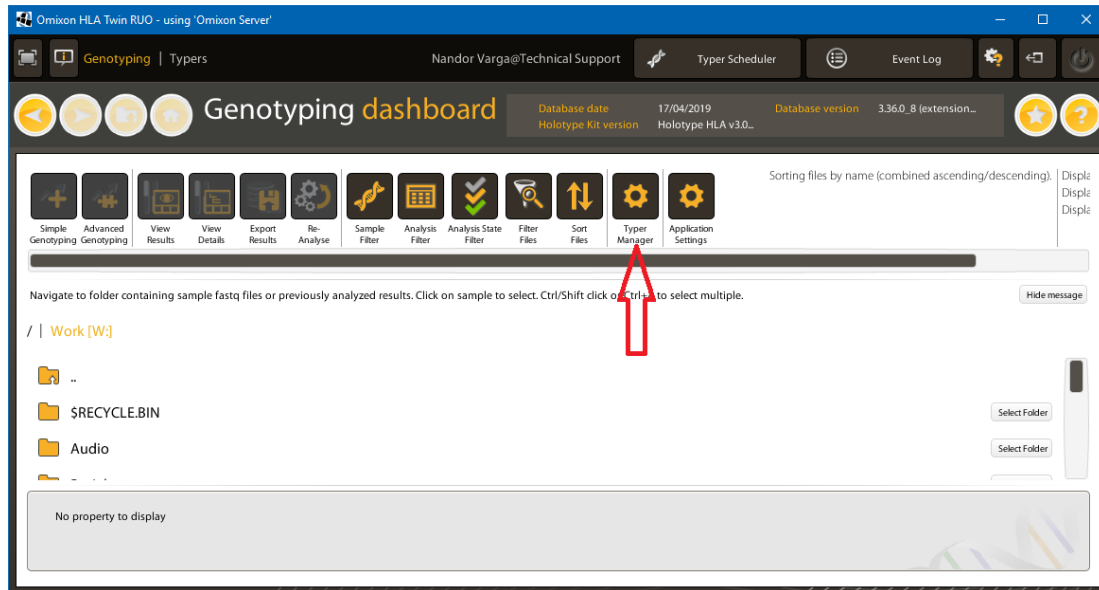 Omixon HLA Twin RUO - using 'Omixon Server'
Genotyping | Typers
Nandor Varga@Technical Support
Typer Scheduler
Event Log
Genotyping dashboard
Database date 17/04/2019 Database version 3.36.0_8 (extension...
Holotype Kit version Holotype HLA v3.0...
Sorting files by name (combined ascending/descending).
Simple Genotyping
Advanced Genotyping
View Results
View Details
Export Results
Re-Analyse
Sample Filter
Analysis Filter
Analysis State Filter
Filter Files
Sort Files
Typer Manager
Application Settings
Navigate to folder containing sample fastq files or previously analyzed results. Click on sample to select. Ctrl/Shift click to select multiple.
Hide message
/ | Work [W:]
..
$RECYCLE.BIN
Select Folder
Audio
Select Folder
No property to display